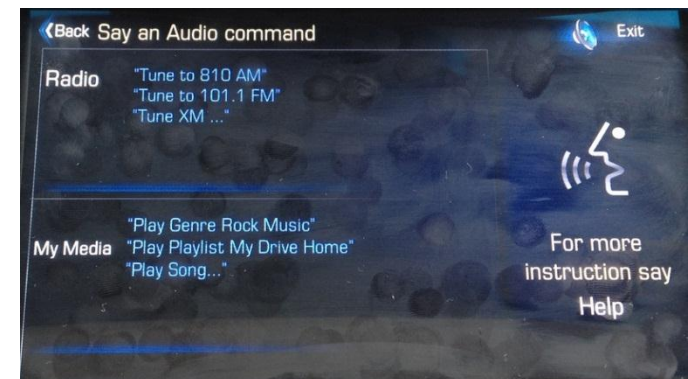 Back Say an Audio command
Exit
Radio "Tune to 810 AM"
"Tune to 101.1 FM"
"Tune XM ..."
"Play Genre Rock Music"
My Media "Play Playlist My Drive Home"
"Play Song..."
For more
instruction say
Help